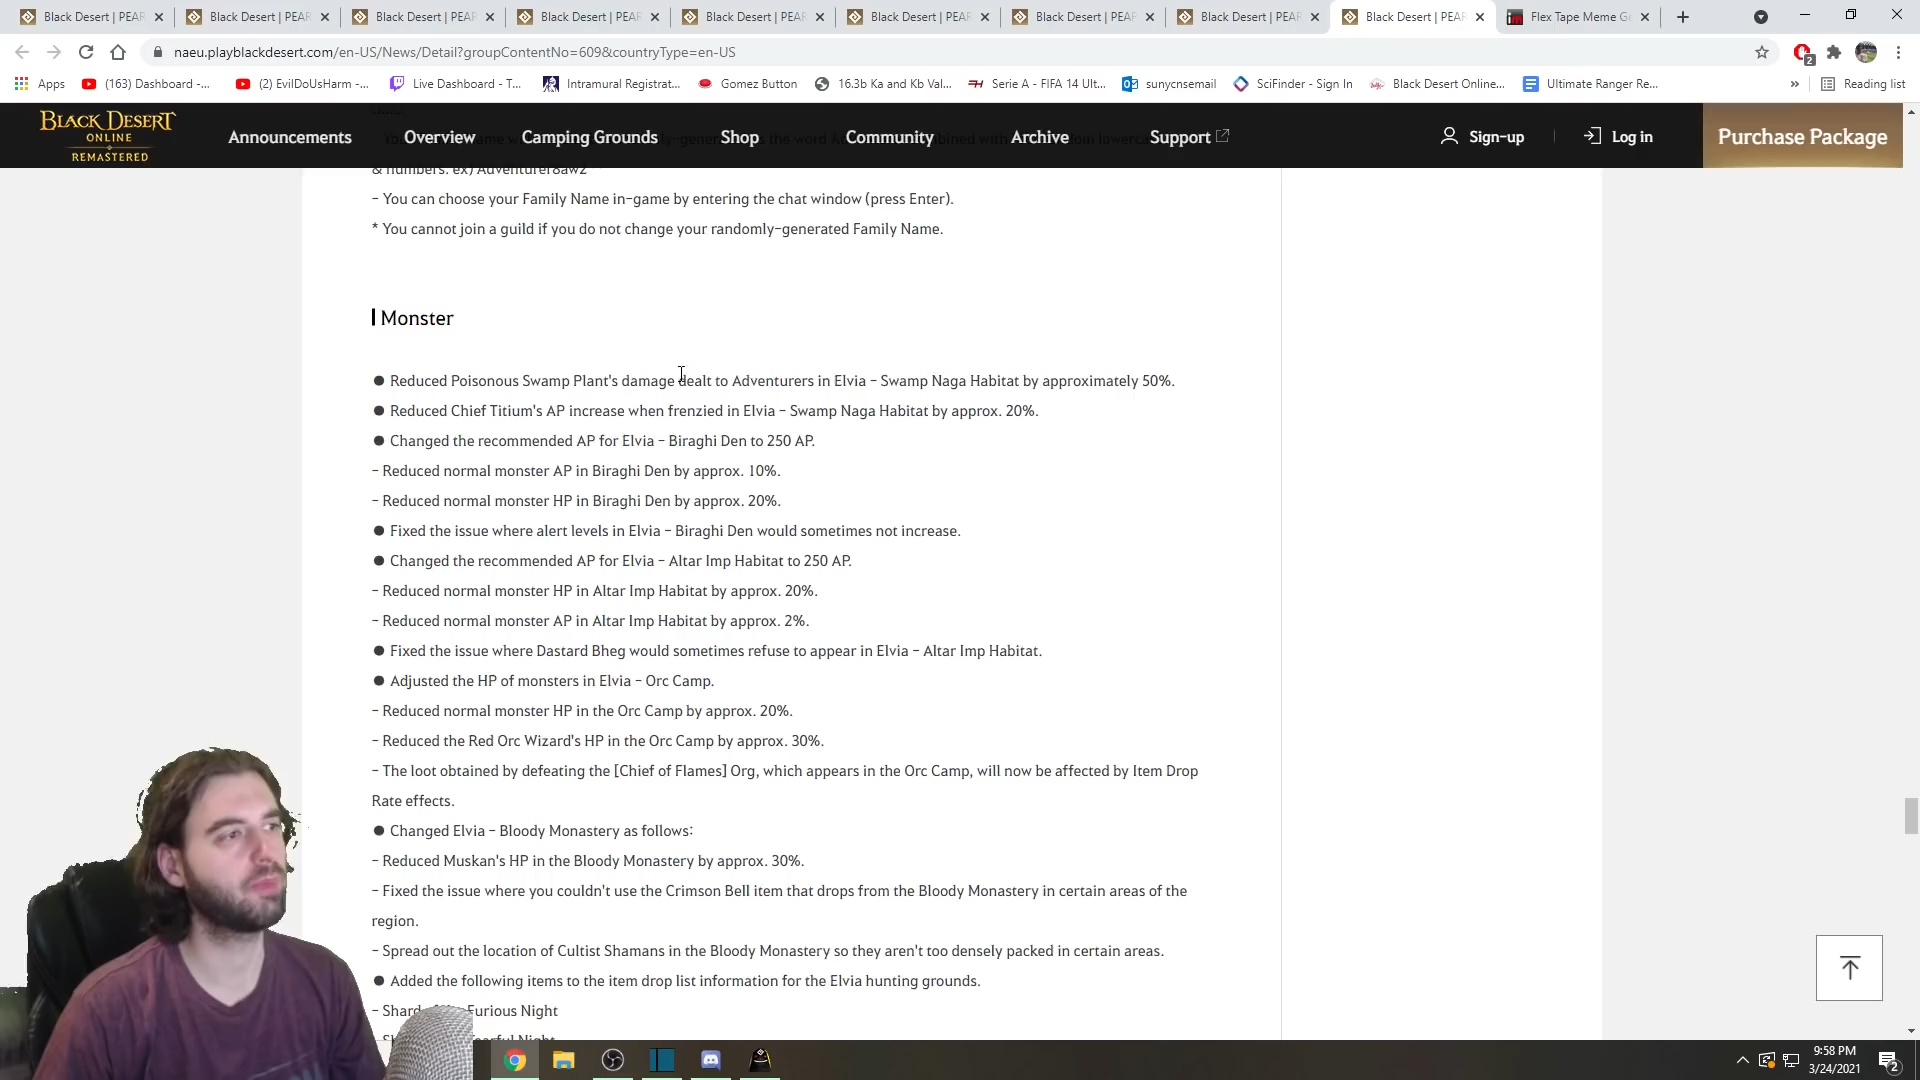 Black Desert | PEAR
Black Desert | PEAR
Black Desert | PEAR
Black Desert | PEAR
Black Desert | PEAR
Black Desert | PEAR
Black Desert | PEAR
Black Desert | PEAR
Black Desert | PEAR
Flex Tape Meme Ge
naeu.playblackdesert.com/en-US/News/Detail?groupContentNo=609&countryType=en-US
2
Apps
(163) Dashboard -...
(2) EvilDoUsHarm -...
Live Dashboard - T...
Intramural Registrat...
Gomez Button
16.3b Ka and Kb Val...
Serie A - FIFA 14 Ult...
sunycnsemail
SciFinder - Sign In
Black Desert Online...
Ultimate Ranger Re...
»
Reading list
BLACK DESERT
ONLINE
REMASTERED
Announcements
Overview
Camping Grounds
Shop
Community
Archive
Support
Sign-up
Log in
Purchase Package
& numbers. ex) Adventurer8aw2
- You can choose your Family Name in-game by entering the chat window (press Enter).
* You cannot join a guild if you do not change your randomly-generated Family Name.
Monster
● Reduced Poisonous Swamp Plant's damage dealt to Adventurers in Elvia - Swamp Naga Habitat by approximately 50%.
● Reduced Chief Titium's AP increase when frenzied in Elvia - Swamp Naga Habitat by approx. 20%.
● Changed the recommended AP for Elvia - Biraghi Den to 250 AP.
- Reduced normal monster AP in Biraghi Den by approx. 10%.
- Reduced normal monster HP in Biraghi Den by approx. 20%.
● Fixed the issue where alert levels in Elvia - Biraghi Den would sometimes not increase.
● Changed the recommended AP for Elvia - Altar Imp Habitat to 250 AP.
- Reduced normal monster HP in Altar Imp Habitat by approx. 20%.
- Reduced normal monster AP in Altar Imp Habitat by approx. 2%.
● Fixed the issue where Dastard Bheg would sometimes refuse to appear in Elvia - Altar Imp Habitat.
● Adjusted the HP of monsters in Elvia - Orc Camp.
- Reduced normal monster HP in the Orc Camp by approx. 20%.
- Reduced the Red Orc Wizard's HP in the Orc Camp by approx. 30%.
- The loot obtained by defeating the [Chief of Flames] Org, which appears in the Orc Camp, will now be affected by Item Drop
Rate effects.
● Changed Elvia - Bloody Monastery as follows:
- Reduced Muskan's HP in the Bloody Monastery by approx. 30%.
- Fixed the issue where you couldn't use the Crimson Bell item that drops from the Bloody Monastery in certain areas of the
region.
- Spread out the location of Cultist Shamans in the Bloody Monastery so they aren't too densely packed in certain areas.
● Added the following items to the item drop list information for the Elvia hunting grounds.
- Shard Furious Night
9:58 PM
3/24/2021
2